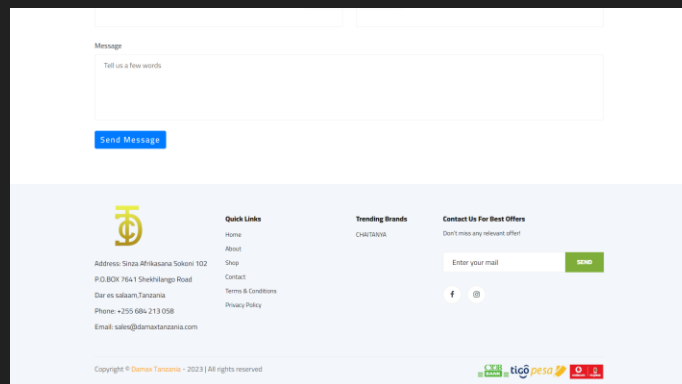 Message
Tell us a few words
Send Message
Address: Sinza Afrikasana Sokoni 102
P.O.BOX 7641 Shekhilango Road
Dar es salaam,Tanzania
Phone: +255 684 213 058
Email: sales@damaxtanzania.com
Quick Links
Home
About
Shop
Contact
Terms & Conditions
Privacy Policy
Trending Brands
CHAITANYA
Contact Us For Best Offers
Don't miss any relevant offer!
Enter your mail
SEND
Copyright © Damax Tanzania - 2023 | All rights reserved
CRDB BANK
tigo pesa